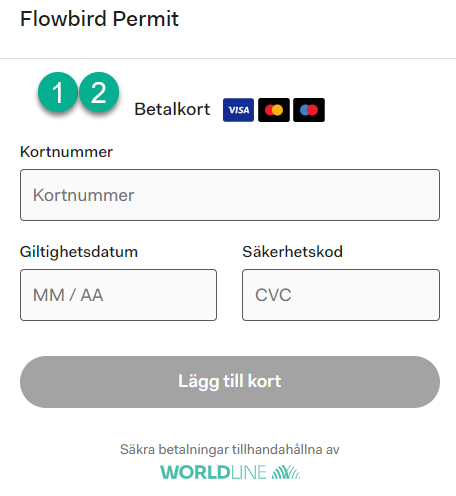 Flowbird Permit
1 2
Betalkort VISA
Kortnummer
Kortnummer
Giltighetsdatum Säkerhetskod
MM / AA CVC
Lägg till kort
Säkra betalningar tillhandahållna av
WORLDLINE